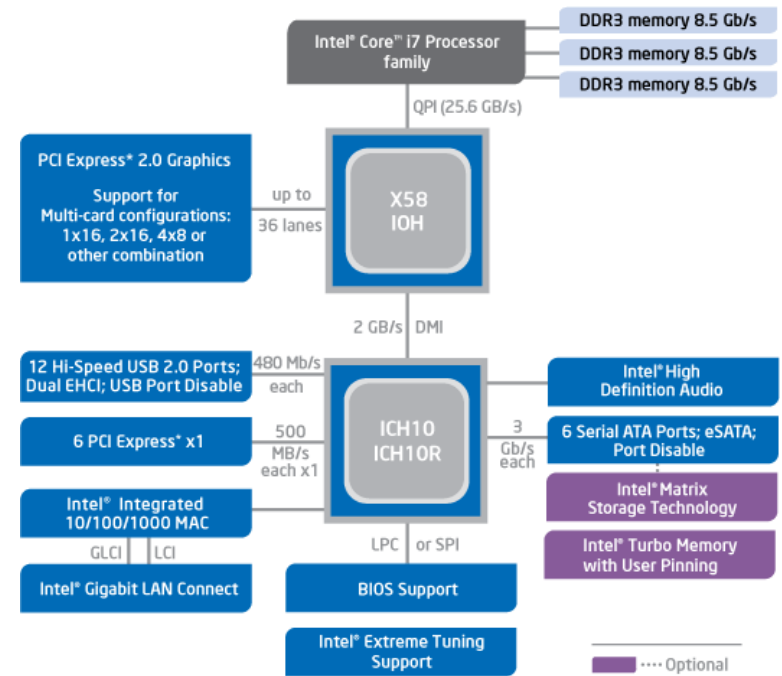 Intel® Core™ i7 Processor
family
DDR3 memory 8.5 Gb/s
DDR3 memory 8.5 Gb/s
DDR3 memory 8.5 Gb/s
QPI (25.6 GB/s)
PCI Express* 2.0 Graphics
Support for
Multi-card configurations:
1x16, 2x16, 4x8 or
other combination
up to
36 lanes
X58
IOH
2 GB/s DMI
12 Hi-Speed USB 2.0 Ports;
Dual EHCI; USB Port Disable
480 Mb/s
each
6 PCI Express* x1
500
MB/s
each x1
Intel® Integrated
10/100/1000 MAC
GLCI LCI
Intel® Gigabit LAN Connect
ICH10
ICH10R
Intel® High
Definition Audio
3
Gb/s
each
6 Serial ATA Ports; eSATA;
Port Disable
Intel® Matrix
Storage Technology
Intel® Turbo Memory
with User Pinning
LPC or SPI
BIOS Support
Intel® Extreme Tuning
Support
Optional